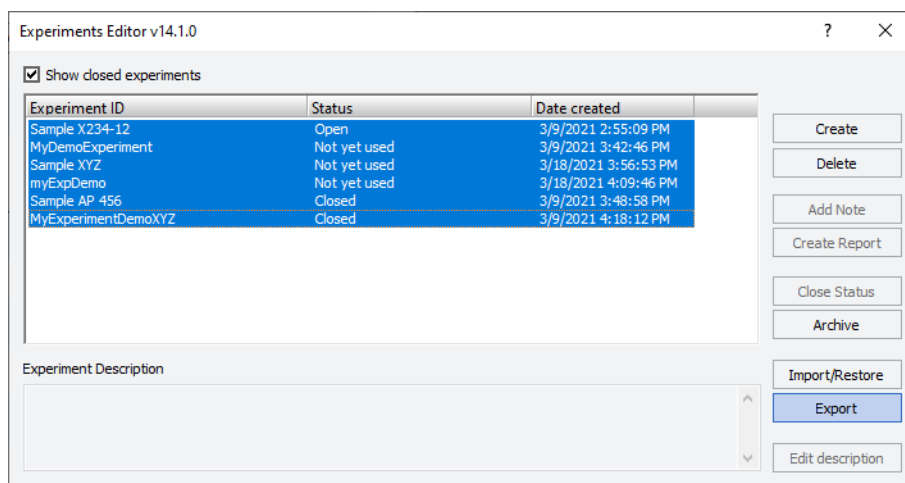 Experiments Editor v14.1.0
?
Show closed experiments
Experiment ID Status Date created
Sample X234-12 Open 3/9/2021 2:55:09 PM
MyDemoExperiment Not yet used 3/9/2021 3:42:46 PM
Sample XYZ Not yet used 3/18/2021 3:56:53 PM
myExpDemo Not yet used 3/18/2021 4:09:46 PM
Sample AP 456 Closed 3/9/2021 3:48:58 PM
MyExperimentDemoXYZ Closed 3/9/2021 4:18:12 PM
Create
Delete
Add Note
Create Report
Close Status
Archive
Experiment Description
Import/Restore
Export
Edit description